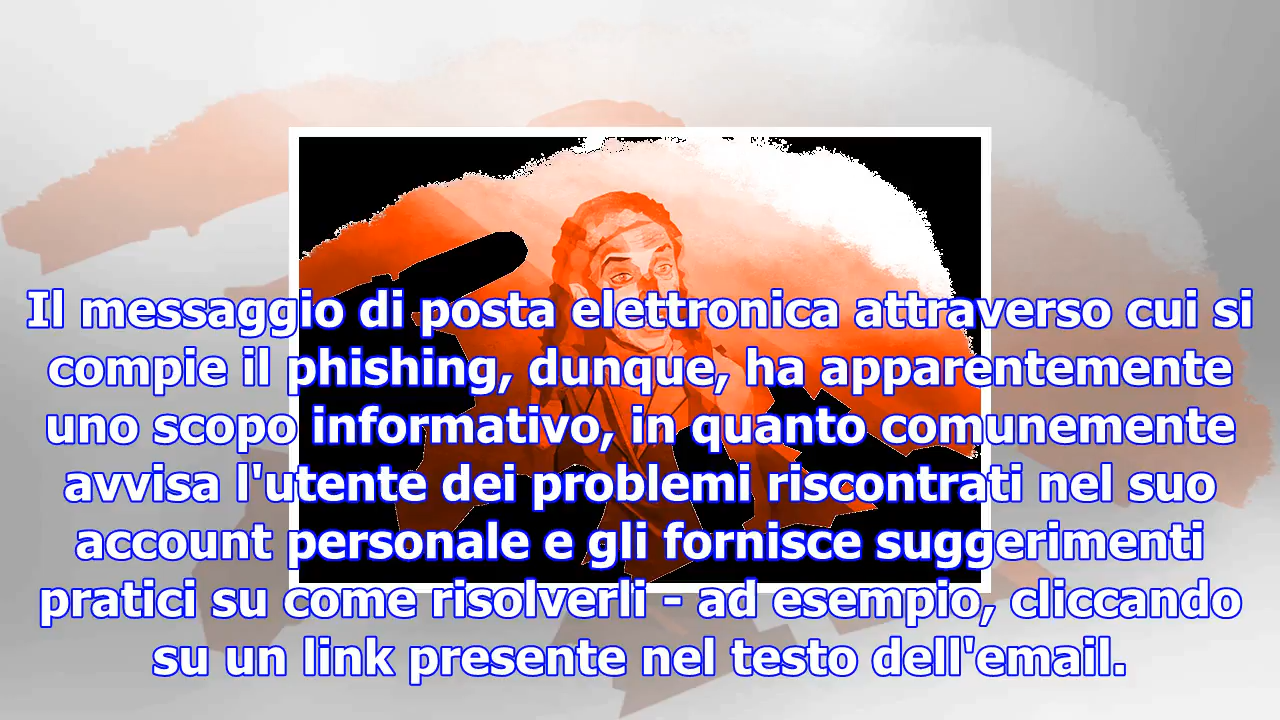 Il messaggio di posta elettronica attraverso cui si
compie il phishing, dunque, ha apparentemente
uno scopo informativo, in quanto comunemente
avvisa l'utente dei problemi riscontrati nel suo
account personale e gli fornisce suggerimenti
pratici su come risolverli - ad esempio, cliccando
su un link presente nel testo dell'email.